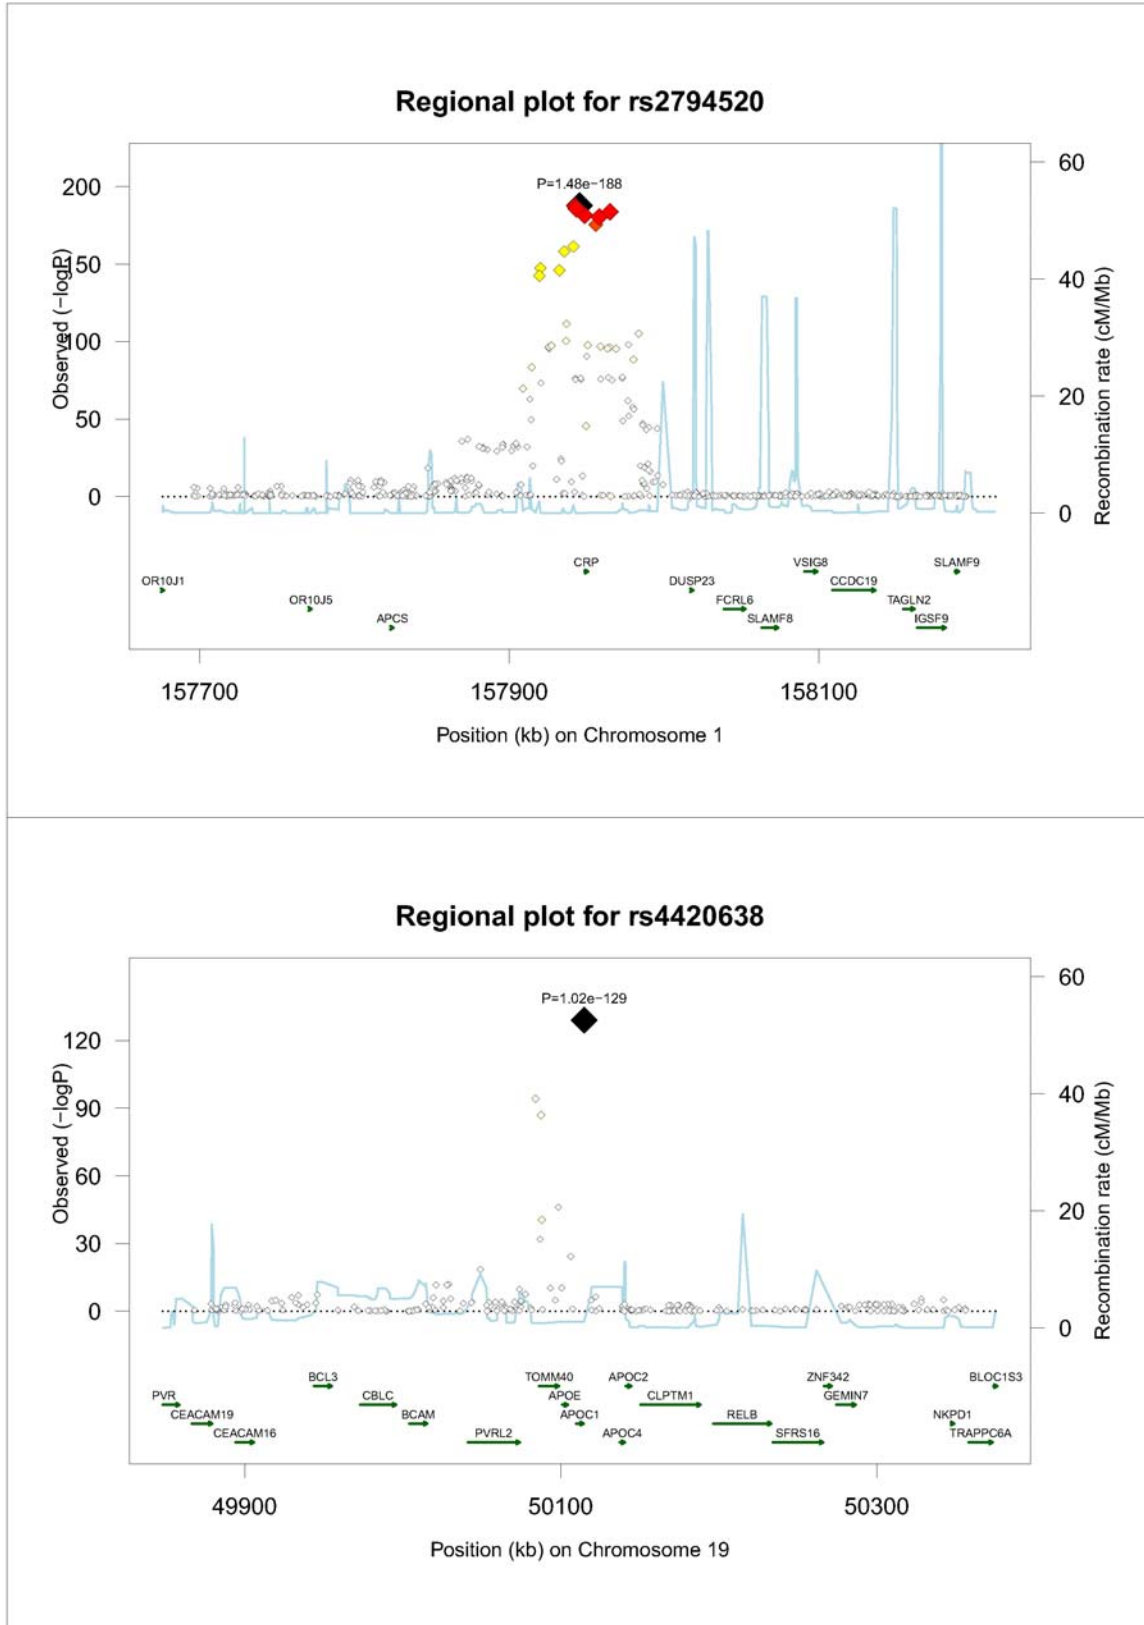 Regional plot for rs2794520
P=1.48e−188
200
150
100
50
0
Observed (−logP)
60
40
20
0
Recombination rate (cM/Mb)
CRP VSIG8 SLAMF9
OR10J1 DUSP23 CCDC19
OR10J5 FCRL6 TAGLN2
APCS SLAMF8 IGSF9
157700 157900 158100
Position (kb) on Chromosome 1
Regional plot for rs4420638
P=1.02e−129
120
90
60
30
0
Observed (−logP)
60
40
20
0
Recombination rate (cM/Mb)
BCL3 TOMM40 APOC2 ZNF342 BLOC1S3
PVR CBLC APOE CLPTM1 GEMIN7
CEACAM19 BCAM APOC1 RELB NKPD1
CEACAM16 PVRL2 APOC4 SFRS16 TRAPPC6A
49900 50100 50300
Position (kb) on Chromosome 19